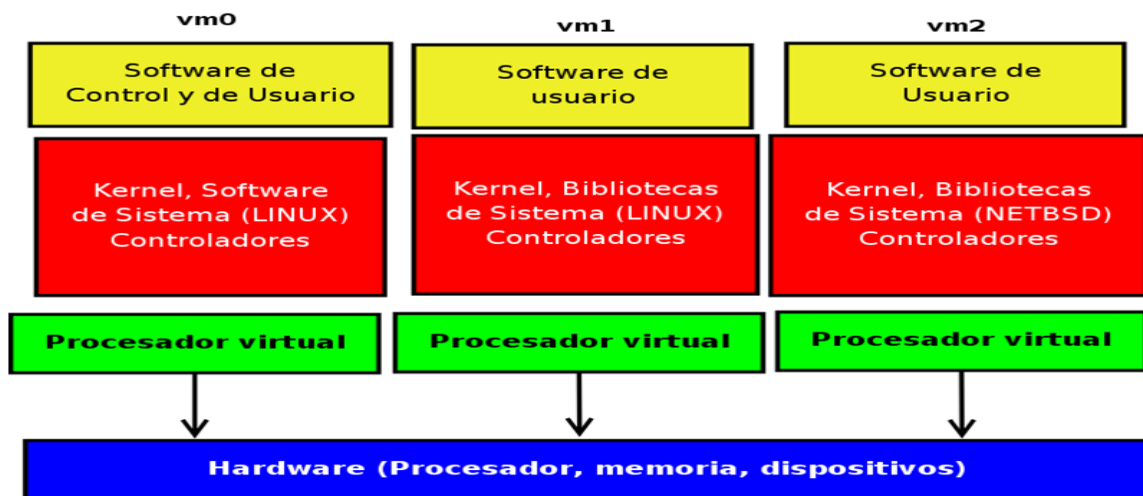 vm0
vm1
vm2
Software de
Control y de Usuario
Software de
usuario
Software de
Usuario
Kernel, Software
de Sistema (LINUX)
Controladores
Kernel, Bibliotecas
de Sistema (LINUX)
Controladores
Kernel, Bibliotecas
de Sistema (NETBSD)
Controladores
Procesador virtual
Procesador virtual
Procesador virtual
Hardware (Procesador, memoria, dispositivos)